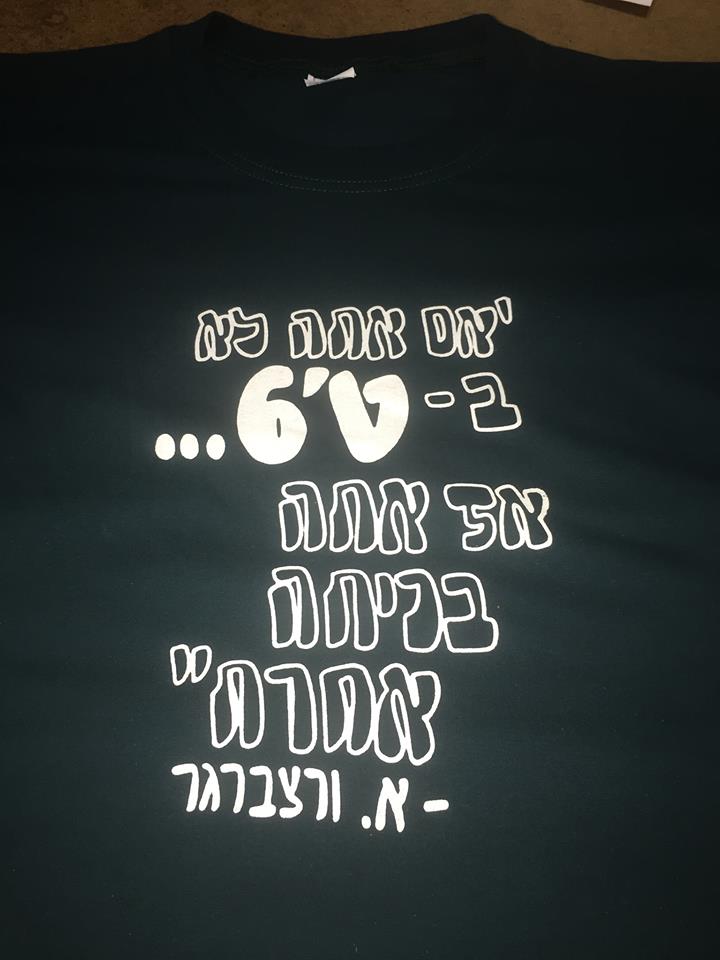 'אם אתה לא
ב- ט'6...
אז אתה
בכיתה
אחרת"
- א. ורצברגר